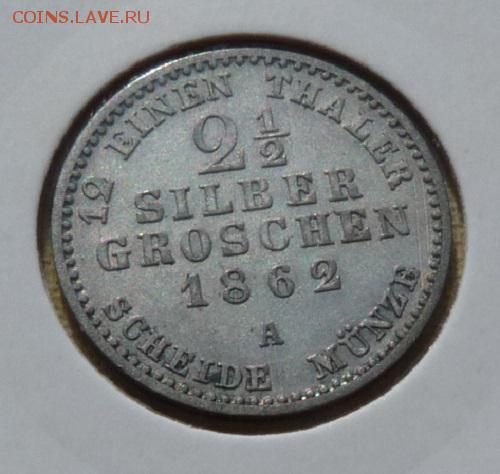 COINS.LAVE.RU
12 EINEN THALER
2 1/2
SILBER
GROSCHEN
1862
A
SCHEIDE MÜNZE